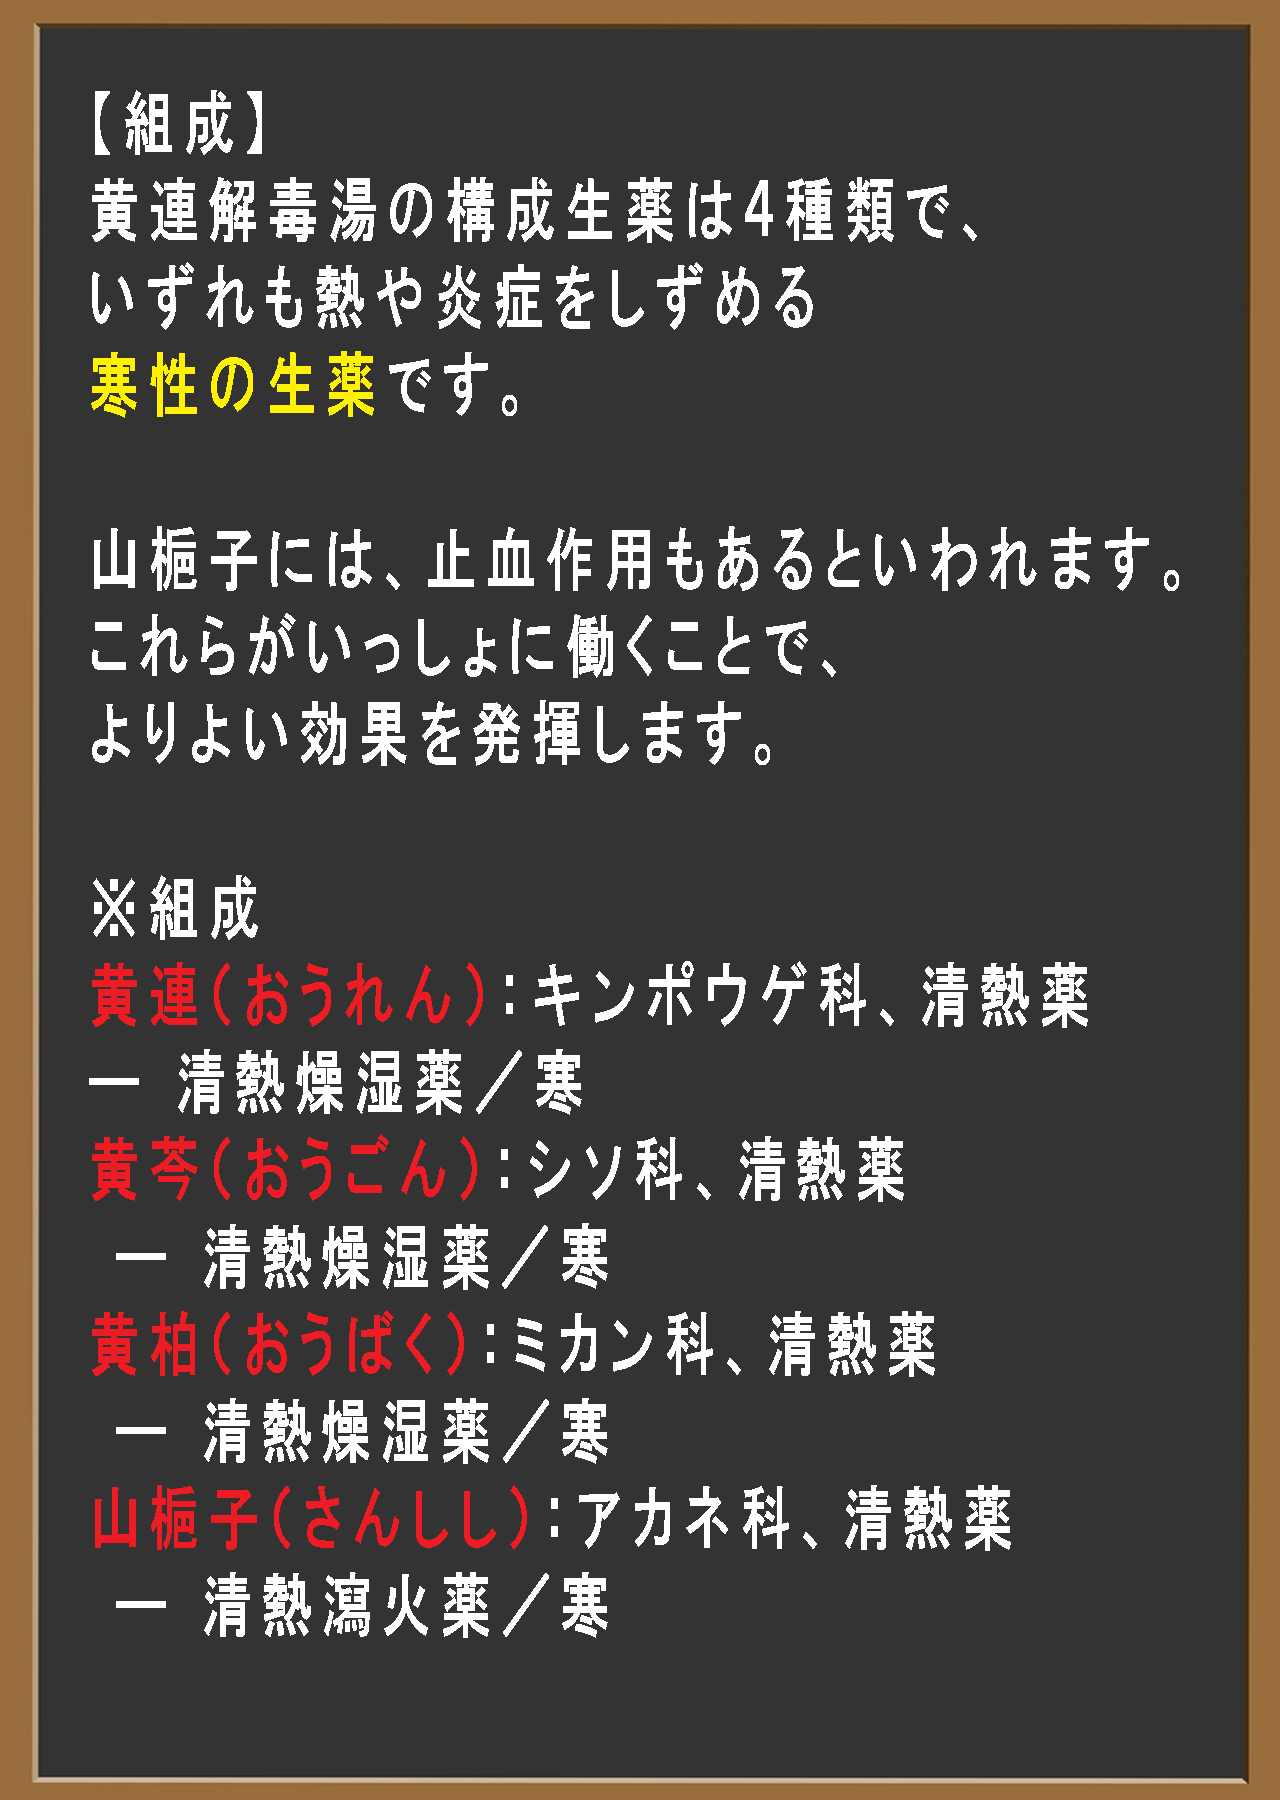 【組成】
黄連解毒湯の構成生薬は4種類で、
いずれも熱や炎症をしずめる
寒性の生薬です。
山梔子には、止血作用もあるといわれます。
これらがいっしょに働くことで、
よりよい効果を発揮します。
※組成
黄連(おうれん):キンポウゲ科、清熱薬
― 清熱燥湿薬／寒
黄芩(おうごん):シソ科、清熱薬
― 清熱燥湿薬／寒
黄柏(おうばく):ミカン科、清熱薬
― 清熱燥湿薬／寒
山梔子(さんしし):アカネ科、清熱薬
― 清熱瀉火薬／寒